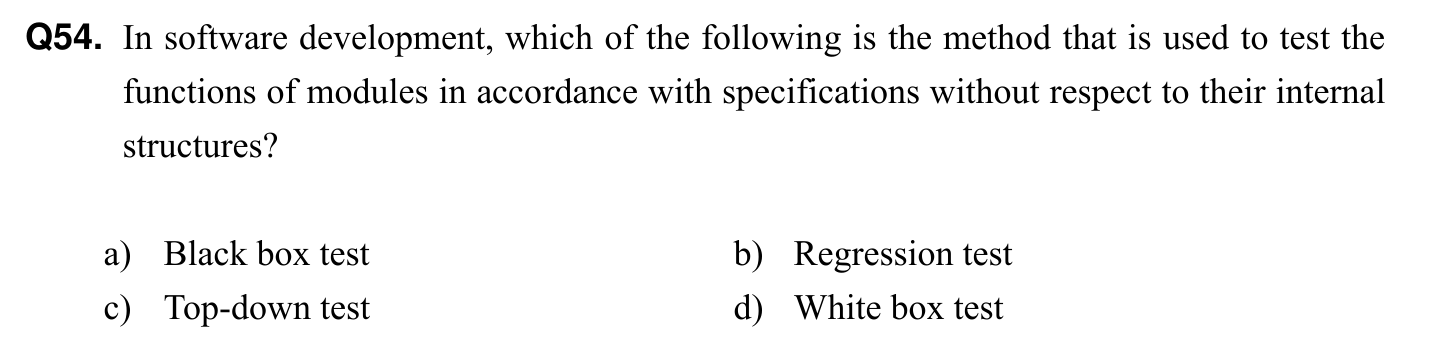 Q54. In software development, which of the following is the method that is used to test the
functions of modules in accordance with specifications without respect to their internal
structures?
a) Black box test b) Regression test
c) Top-down test d) White box test